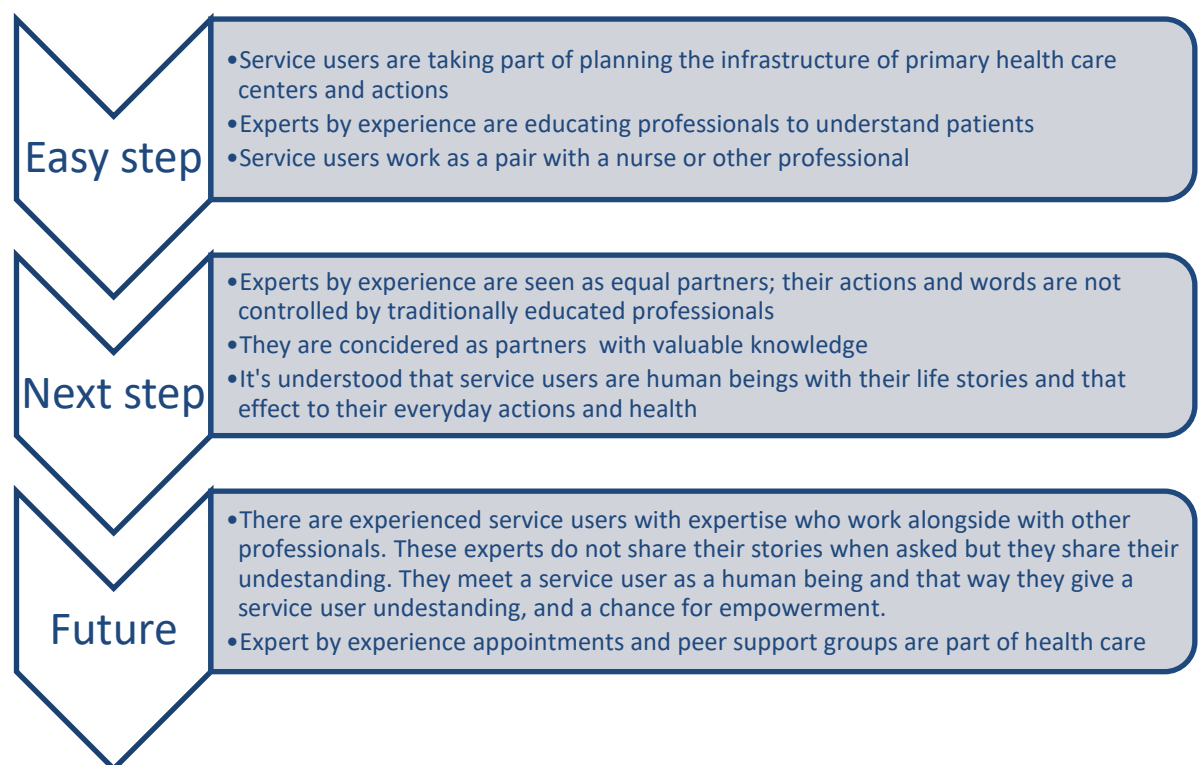 Easy step
•Service users are taking part of planning the infrastructure of primary health care
centers and actions
•Experts by experience are educating professionals to understand patients
•Service users work as a pair with a nurse or other professional
Next step
•Experts by experience are seen as equal partners; their actions and words are not
controlled by traditionally educated professionals
•They are concidered as partners with valuable knowledge
•It's understood that service users are human beings with their life stories and that
effect to their everyday actions and health
Future
•There are experienced service users with expertise who work alongside with other
professionals. These experts do not share their stories when asked but they share their
undestanding. They meet a service user as a human being and that way they give a
service user undestanding, and a chance for empowerment.
•Expert by experience appointments and peer support groups are part of health care